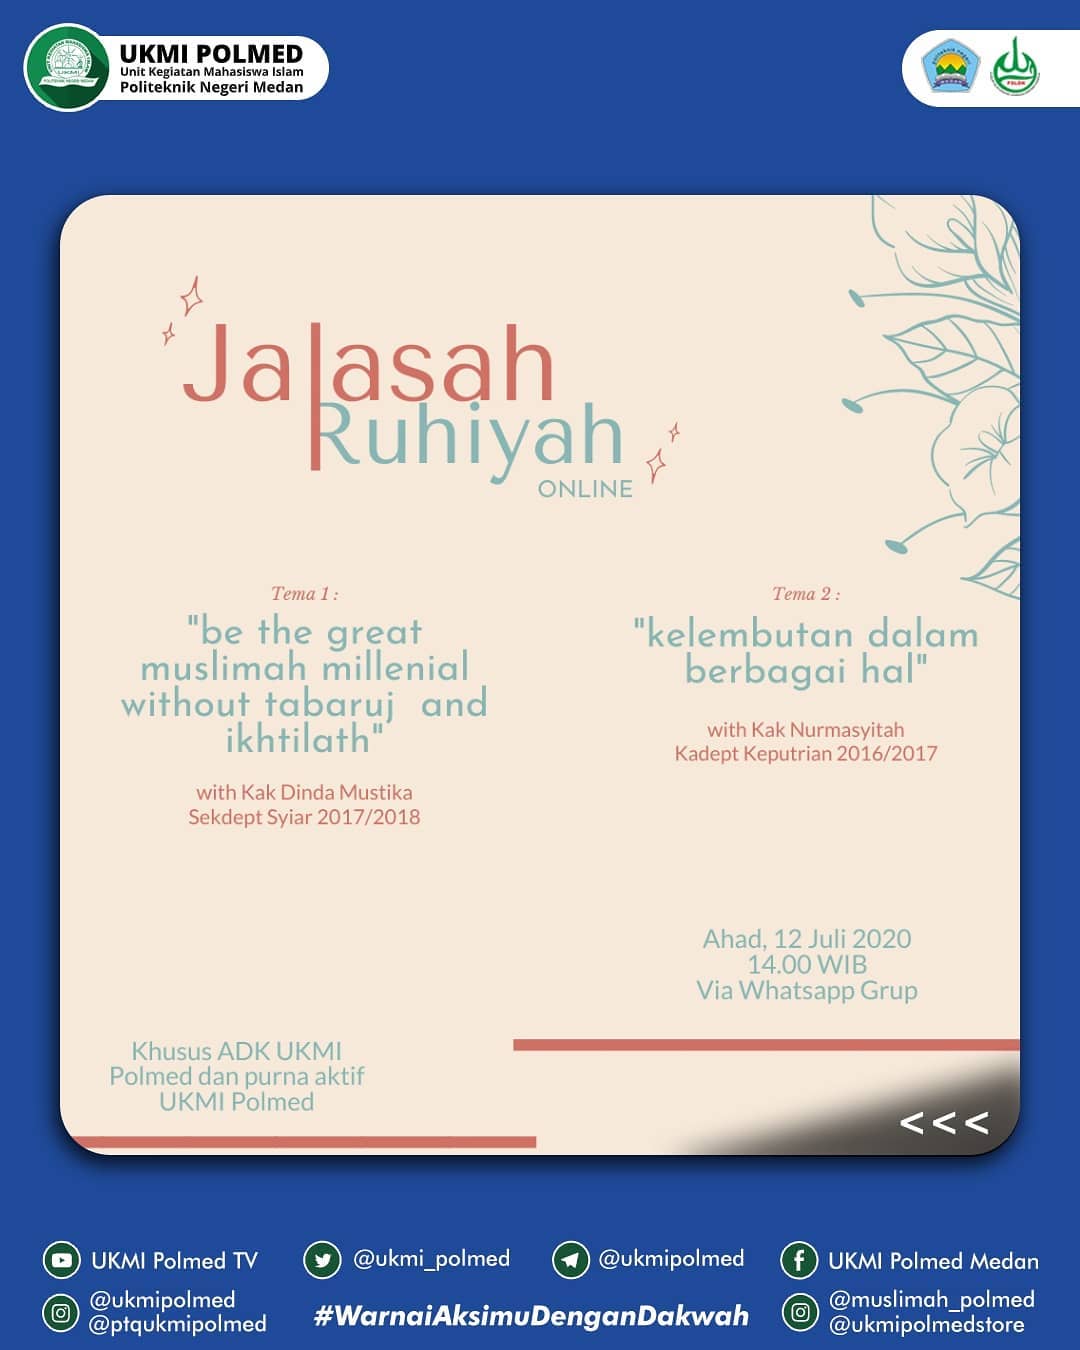 UKMI POLMED
Unit Kegiatan Mahasiswa Islam
Politeknik Negeri Medan
Jalasah
Ruhiyah
ONLINE
Tema 1 :
"be the great
muslimah millenial
without tabaruj and
ikhtilath"
with Kak Dinda Mustika
Sekdept Syiar 2017/2018
Tema 2 :
"kelembutan dalam
berbagai hal"
with Kak Nurmasyitah
Kadept Keputrian 2016/2017
Ahad, 12 Juli 2020
14.00 WIB
Via Whatsapp Grup
Khusus ADK UKMI
Polmed dan purna aktif
UKMI Polmed
<<<
UKMI Polmed TV
@ukmi_polmed
@ukmipolmed
UKMI Polmed Medan
@ukmipolmed
@ptqukmipolmed
#WarnaiAksimuDenganDakwah
@muslimah_polmed
@ukmipolmedstore